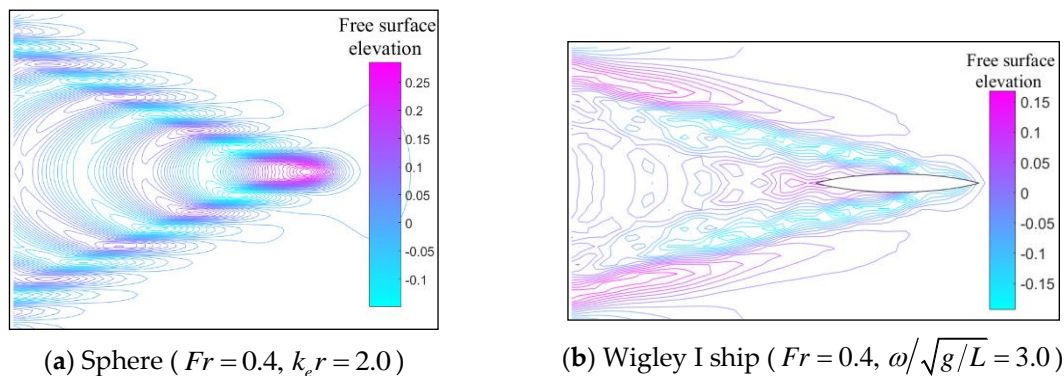 Free surface
elevation
0.25
0.2
0.15
0.1
0.05
0
-0.05
-0.1
(a) Sphere ( Fr = 0.4, kₑr = 2.0 )
Free surface
elevation
0.15
0.1
0.05
0
-0.05
-0.1
-0.15
(b) Wigley I ship ( Fr = 0.4, ω/√g/L = 3.0 )